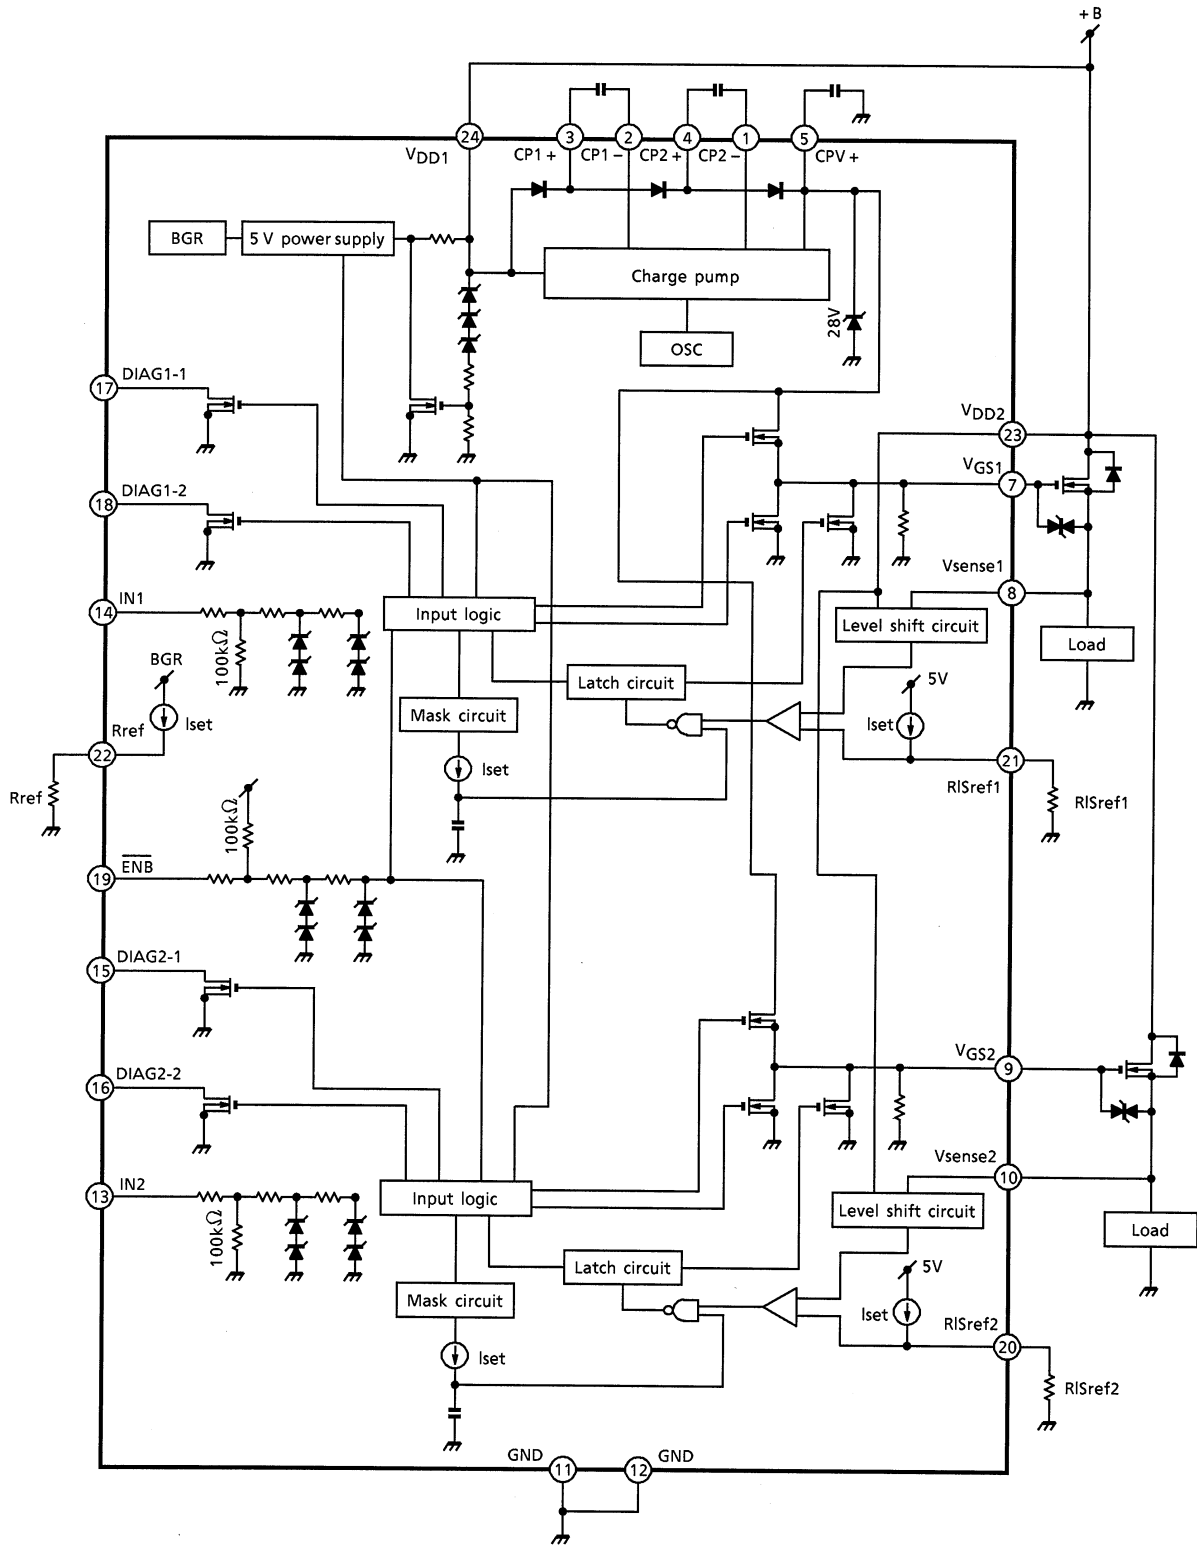 +B
24
3
2
4
1
5
VDD1
CP1 +
CP1 –
CP2 +
CP2 –
CPV +
BGR
5 V power supply
Charge pump
28V
OSC
17
DIAG1-1
VDD2
23
VGS1
7
18
DIAG1-2
Vsense1
8
14
IN1
Input logic
Level shift circuit
Load
100kΩ
BGR
Latch circuit
5V
Iset
Mask circuit
Iset
Rref
22
Iset
21
RISref1
RISref1
Rref
100kΩ
19
ENB
15
DIAG2-1
VGS2
9
16
DIAG2-2
Vsense2
10
13
IN2
Input logic
Level shift circuit
Load
100kΩ
Latch circuit
5V
Mask circuit
Iset
RISref2
20
Iset
RISref2
GND
11
12
GND